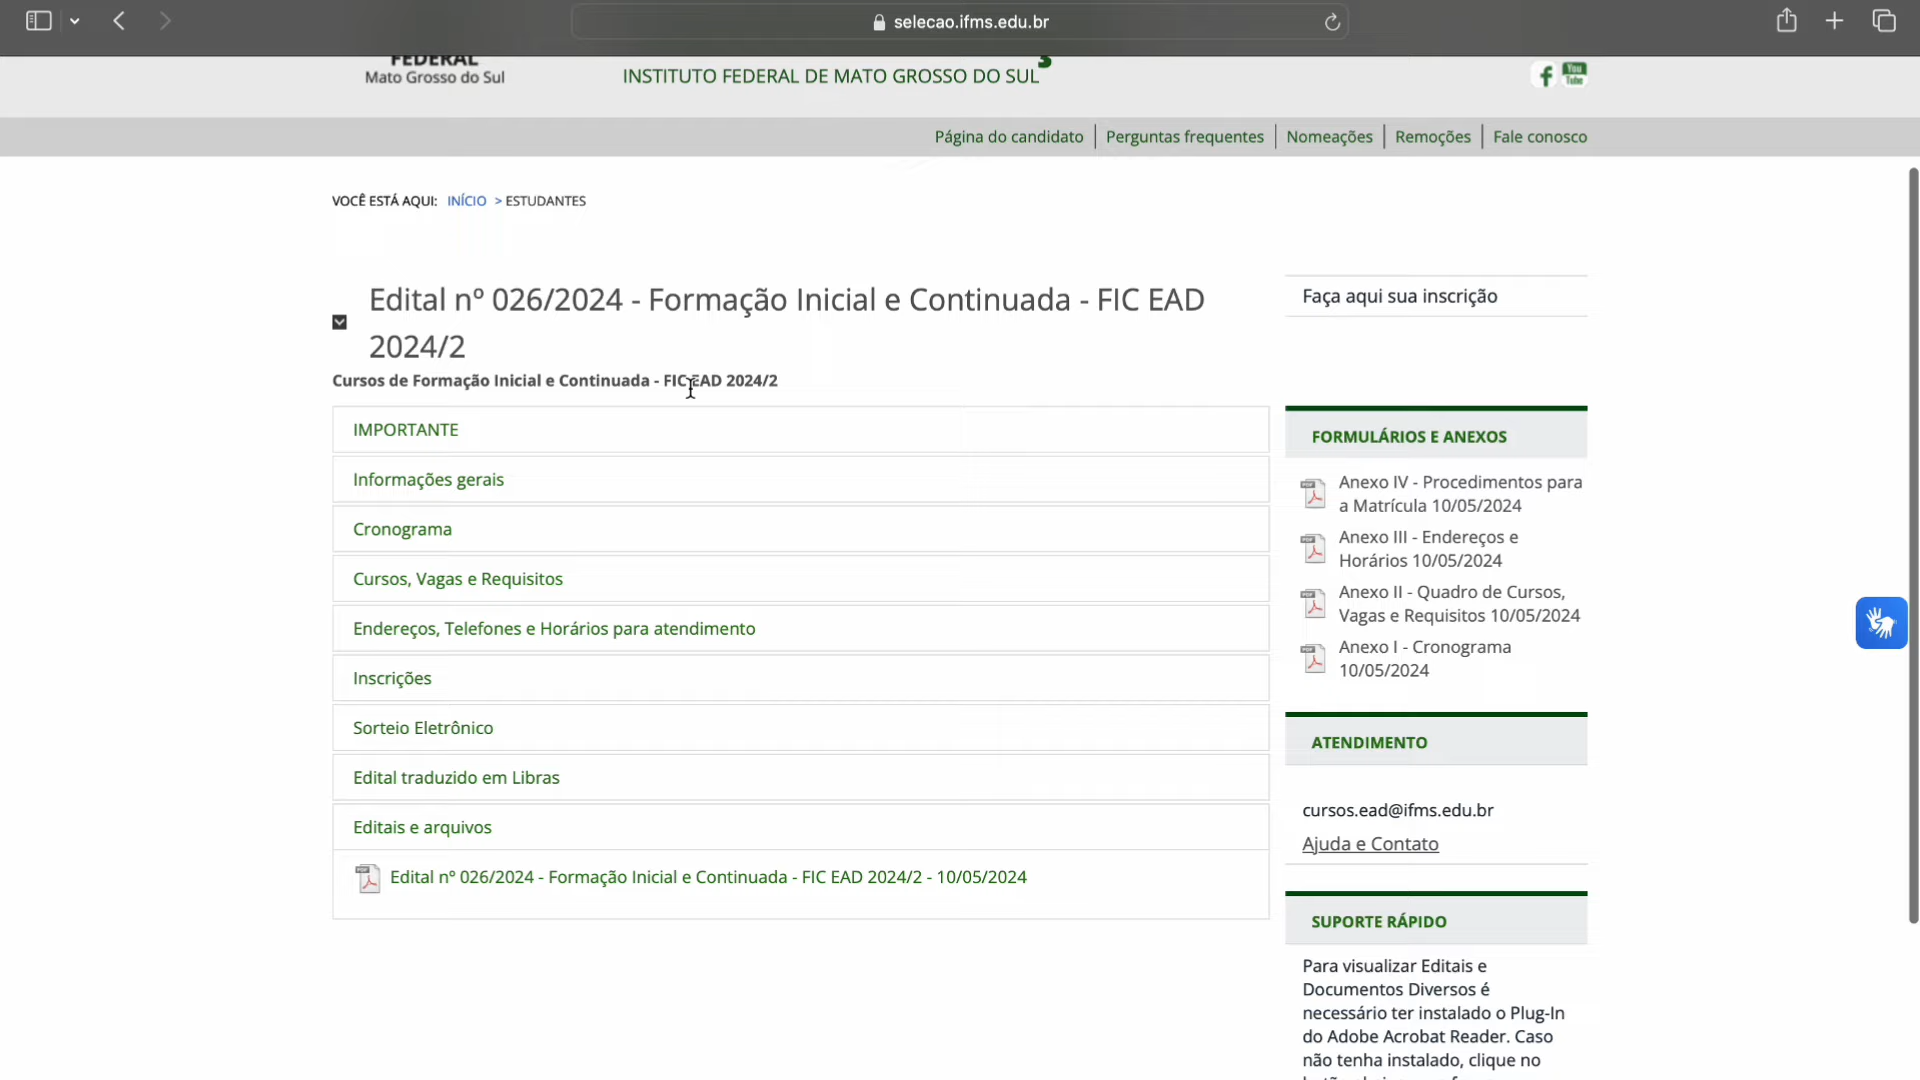 selecao.ifms.edu.br
FEDERAL
Mato Grosso do Sul
INSTITUTO FEDERAL DE MATO GROSSO DO SUL
You
Tube
Página do candidato
Perguntas frequentes
Nomeações
Remoções
Fale conosco
VOCÊ ESTÁ AQUI: INÍCIO > ESTUDANTES
Edital nº 026/2024 - Formação Inicial e Continuada - FIC EAD
2024/2
Cursos de Formação Inicial e Continuada - FIC EAD 2024/2
IMPORTANTE
Informações gerais
Cronograma
Cursos, Vagas e Requisitos
Endereços, Telefones e Horários para atendimento
Inscrições
Sorteio Eletrônico
Edital traduzido em Libras
Editais e arquivos
Edital nº 026/2024 - Formação Inicial e Continuada - FIC EAD 2024/2 - 10/05/2024
Faça aqui sua inscrição
FORMULÁRIOS E ANEXOS
Anexo IV - Procedimentos para
a Matrícula 10/05/2024
Anexo III - Endereços e
Horários 10/05/2024
Anexo II - Quadro de Cursos,
Vagas e Requisitos 10/05/2024
Anexo I - Cronograma
10/05/2024
ATENDIMENTO
cursos.ead@ifms.edu.br
Ajuda e Contato
SUPORTE RÁPIDO
Para visualizar Editais e
Documentos Diversos é
necessário ter instalado o Plug-In
do Adobe Acrobat Reader. Caso
não tenha instalado, clique no